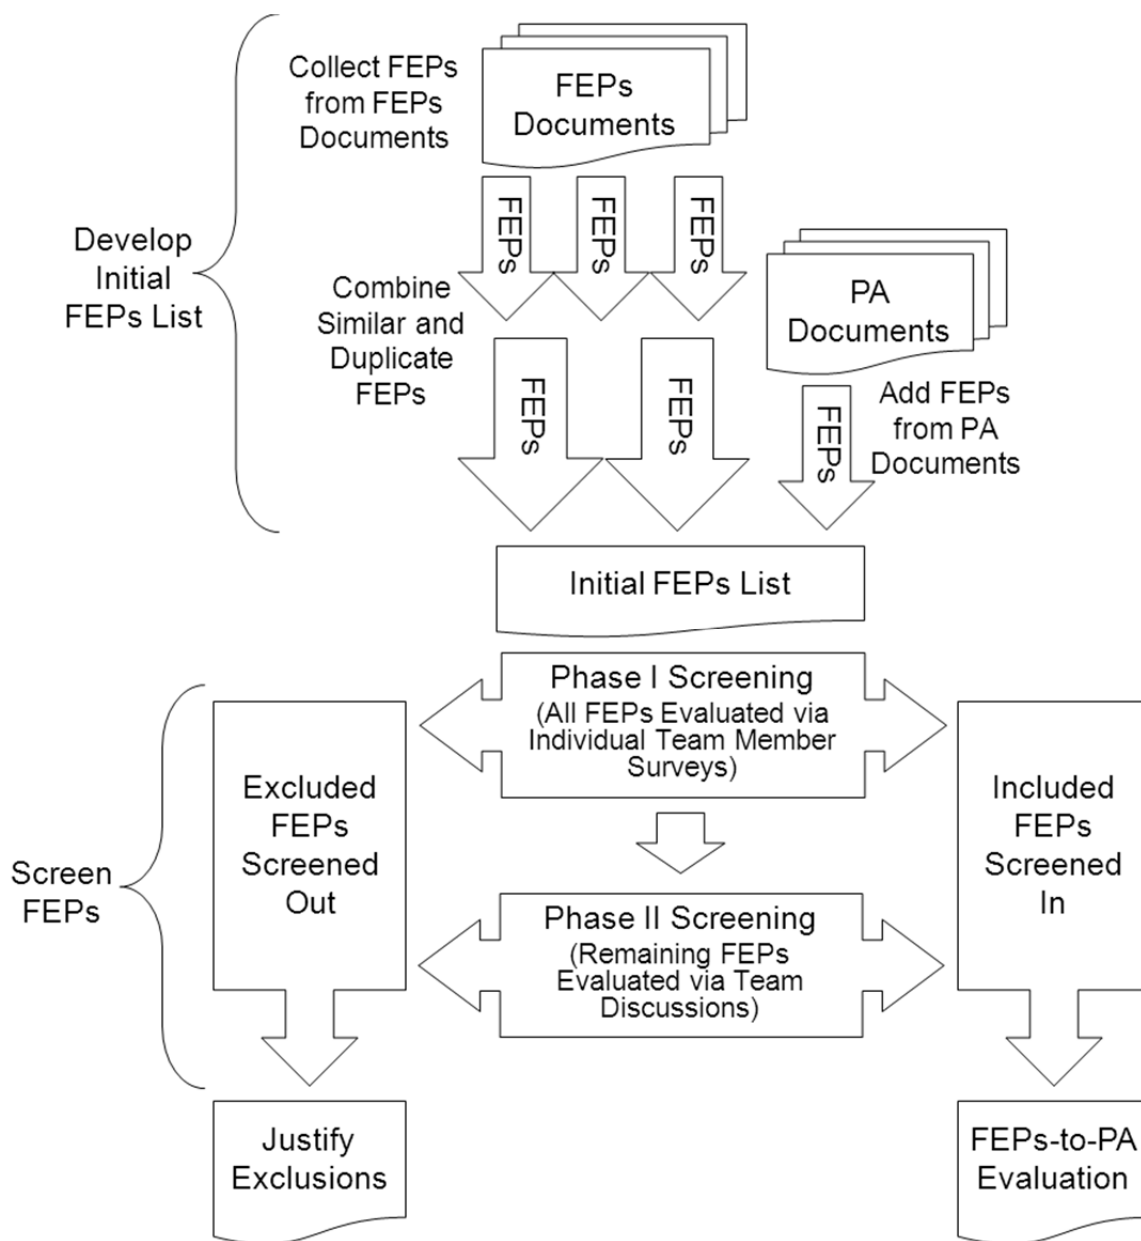 Collect FEPs
from FEPs
Documents
FEPs
Documents
FEPs
FEPs
FEPs
Develop
Initial
FEPs List
Combine
Similar and
Duplicate
FEPs
PA
Documents
FEPs
FEPs
FEPs
Add FEPs
from PA
Documents
Initial FEPs List
Phase I Screening
(All FEPs Evaluated via
Individual Team Member
Surveys)
Excluded
FEPs
Screened
Out
Included
FEPs
Screened
In
Screen
FEPs
Phase II Screening
(Remaining FEPs
Evaluated via Team
Discussions)
Justify
Exclusions
FEPs-to-PA
Evaluation